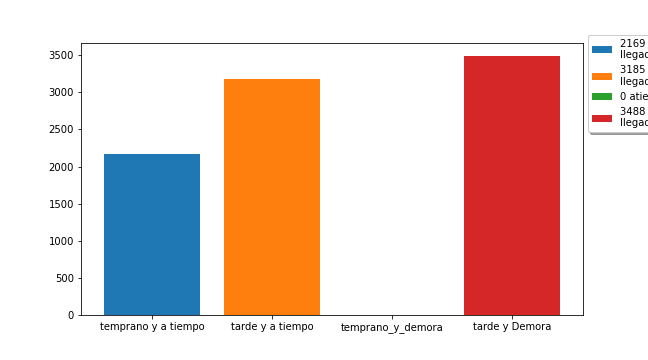 3500
3000
2500
2000
1500
1000
500
0
temprano y a tiempo
tarde y a tiempo
temprano_y_demora
tarde y Demora
2169
llegad
3185
llegad
0 atie
3488
llegad